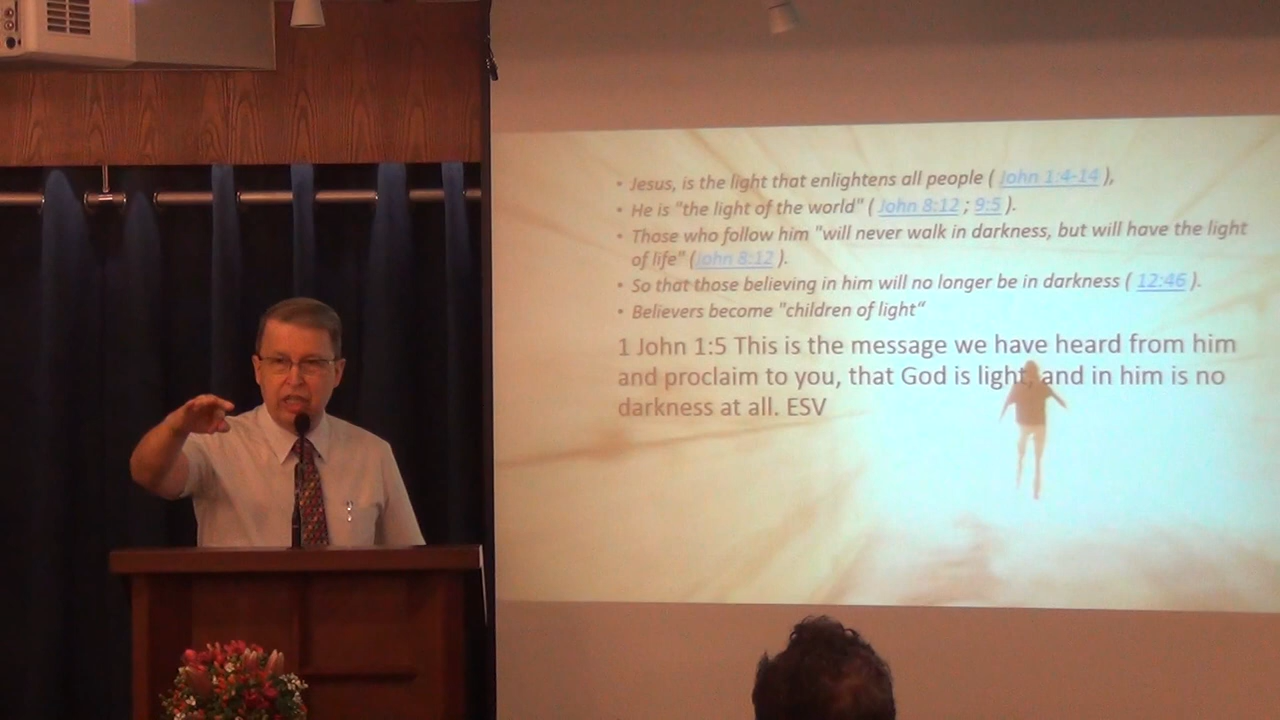 • Jesus, is the light that enlightens all people ( John 1:4-14 ),
• He is "the light of the world" ( John 8:12 ; 9:5 ).
• Those who follow him "will never walk in darkness, but will have the light
of life" (John 8:12 ).
• So that those believing in him will no longer be in darkness ( 12:46 ).
• Believers become "children of light“
1 John 1:5 This is the message we have heard from him
and proclaim to you, that God is light, and in him is no
darkness at all. ESV